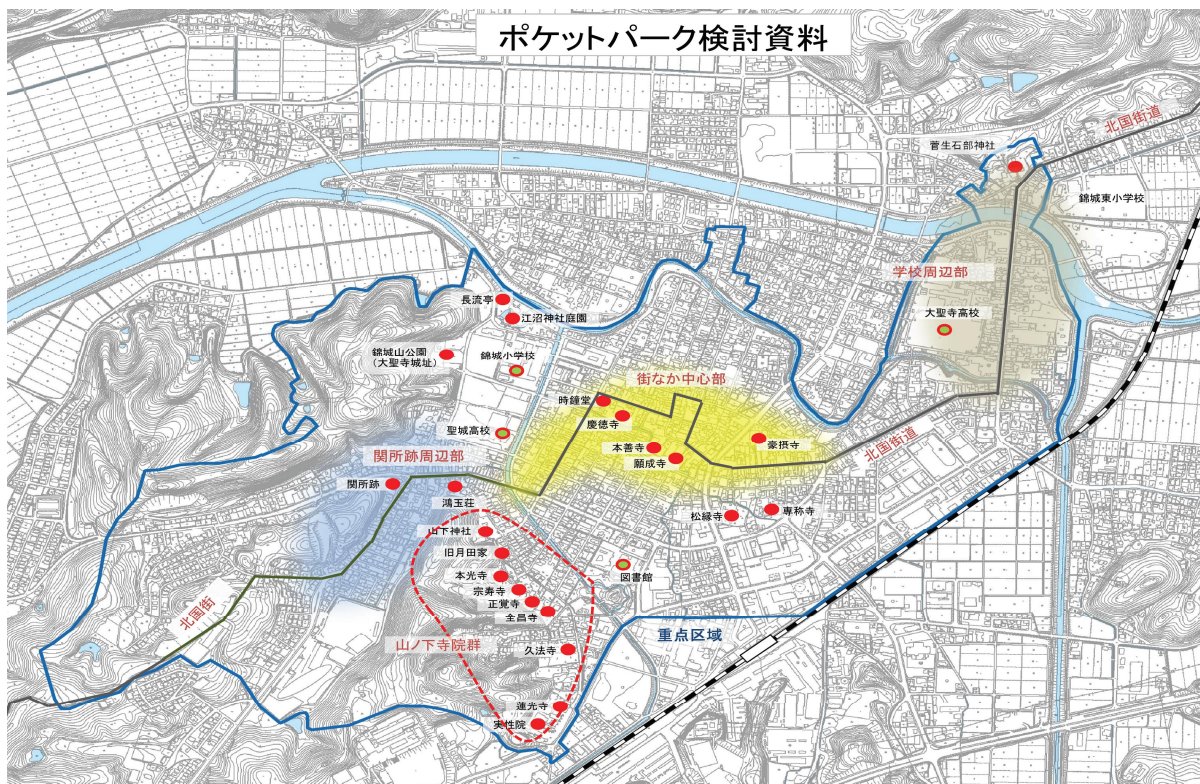 ポケットパーク検討資料
北国街道
菅生石部神社
錦城東小学校
学校周辺部
長流亭
江沼神社庭園
大聖寺高校
錦城山公園
(大聖寺城址)
錦城小学校
街なか中心部
時鐘堂
慶徳寺
聖城高校
本善寺
豪摂寺
願成寺
北国街道
関所跡周辺部
関所跡
鴻玉荘
松縁寺
専称寺
山下神社
旧月田家
本光寺
図書館
宗寿寺
正覚寺
全昌寺
北国街
重点区域
山ノ下寺院群
久法寺
蓮光寺
実性院